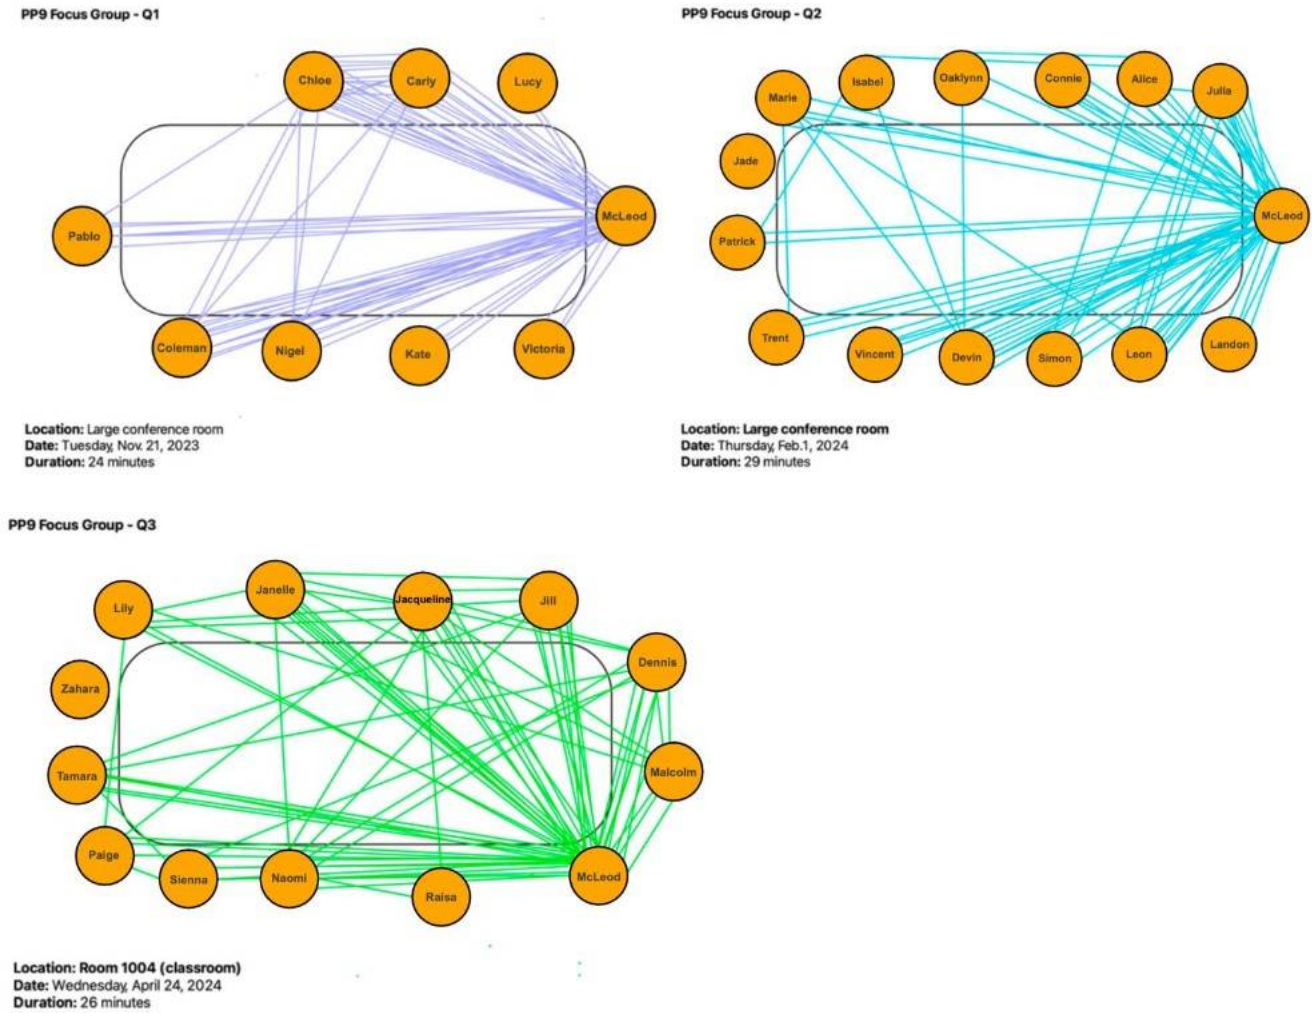 PP9 Focus Group - Q1
Chloe
Carly
Lucy
Pablo
McLeod
Coleman
Nigel
Kate
Victoria
Location: Large conference room
Date: Tuesday, Nov. 21, 2023
Duration: 24 minutes
PP9 Focus Group - Q2
Marie
Isabel
Oaklynn
Connie
Alice
Julia
Jade
Patrick
McLeod
Trent
Vincent
Devin
Simon
Leon
Landon
Location: Large conference room
Date: Thursday, Feb.1, 2024
Duration: 29 minutes
PP9 Focus Group - Q3
Lily
Janelle
Jacqueline
Jill
Dennis
Zahara
Tamara
Malcolm
Paige
Sienna
Naomi
Raisa
McLeod
Location: Room 1004 (classroom)
Date: Wednesday, April 24, 2024
Duration: 26 minutes